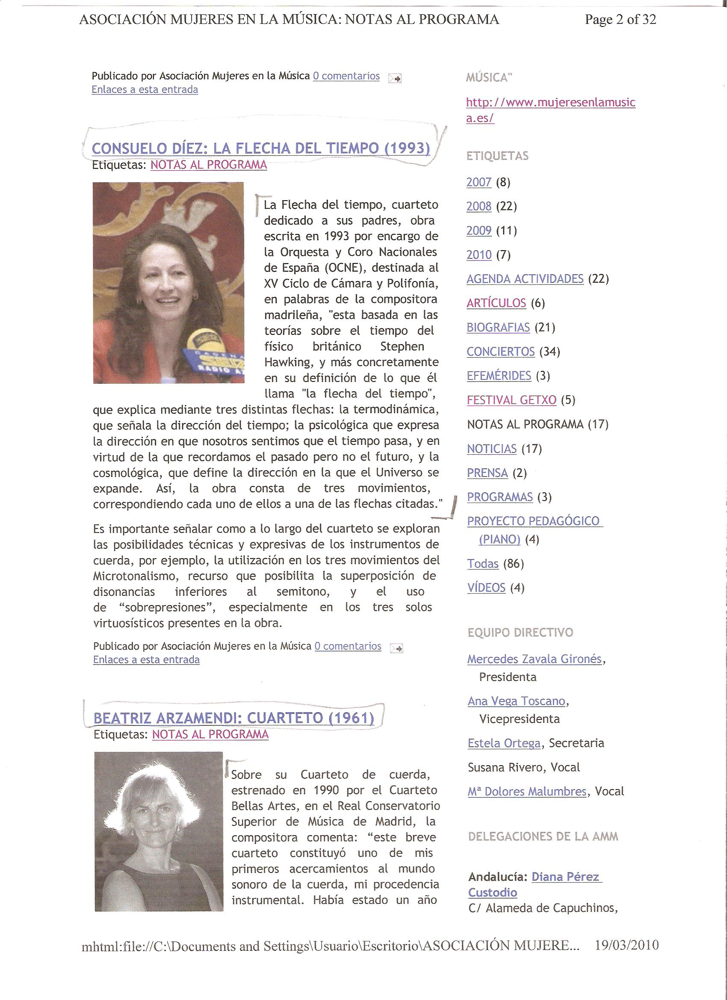 ASOCIACIÓN MUJERES EN LA MÚSICA: NOTAS AL PROGRAMA Page 2 of 32
Publicado por Asociación Mujeres en la Música 0 comentarios
Enlaces a esta entrada
CONSUELO DÍEZ: LA FLECHA DEL TIEMPO (1993)
Etiquetas: NOTAS AL PROGRAMA
La Flecha del tiempo, cuarteto
dedicado a sus padres, obra
escrita en 1993 por encargo de
la Orquesta y Coro Nacionales
de España (OCNE), destinada al
XV Ciclo de Cámara y Polifonía,
en palabras de la compositora
madrileña, "esta basada en las
teorías sobre el tiempo del
físico británico Stephen
Hawking, y más concretamente
en su definición de lo que él
llama "la flecha del tiempo",
que explica mediante tres distintas flechas: la termodinámica,
que señala la dirección del tiempo; la psicológica que expresa
la dirección en que nosotros sentimos que el tiempo pasa, y en
virtud de la que recordamos el pasado pero no el futuro, y la
cosmológica, que define la dirección en la que el Universo se
expande. Así, la obra consta de tres movimientos,
correspondiendo cada uno de ellos a una de las flechas citadas."
Es importante señalar como a lo largo del cuarteto se exploran
las posibilidades técnicas y expresivas de los instrumentos de
cuerda, por ejemplo, la utilización en los tres movimientos del
Microtonalismo, recurso que posibilita la superposición de
disonancias inferiores al semitono, y el uso
de “sobrepresiones”, especialmente en los tres solos
virtuosísticos presentes en la obra.
Publicado por Asociación Mujeres en la Música 0 comentarios
Enlaces a esta entrada
BEATRIZ ARZAMENDI: CUARTETO (1961)
Etiquetas: NOTAS AL PROGRAMA
Sobre su Cuarteto de cuerda,
estrenado en 1990 por el Cuarteto
Bellas Artes, en el Real Conservatorio
Superior de Música de Madrid, la
compositora comenta: “este breve
cuarteto constituyó uno de mis
primeros acercamientos al mundo
sonoro de la cuerda, mi procedencia
instrumental. Había estado un año
MÚSICA"
http://www.mujeresenlamusic
a.es/
ETIQUETAS
2007 (8)
2008 (22)
2009 (11)
2010 (7)
AGENDA ACTIVIDADES (22)
ARTÍCULOS (6)
BIOGRAFIAS (21)
CONCIERTOS (34)
EFEMÉRIDES (3)
FESTIVAL GETXO (5)
NOTAS AL PROGRAMA (17)
NOTICIAS (17)
PRENSA (2)
PROGRAMAS (3)
PROYECTO PEDAGÓGICO
(PIANO) (4)
Todas (86)
VÍDEOS (4)
EQUIPO DIRECTIVO
Mercedes Zavala Gironés,
Presidenta
Ana Vega Toscano,
Vicepresidenta
Estela Ortega, Secretaria
Susana Rivero, Vocal
Mª Dolores Malumbres, Vocal
DELEGACIONES DE LA AMM
Andalucía: Diana Pérez
Custodio
C/ Alameda de Capuchinos,
CADENA
SER
RADIO
mhtml:file://C:\Documents and Settings\Usuario\Escritorio\ASOCIACIÓN MUJERE... 19/03/2010